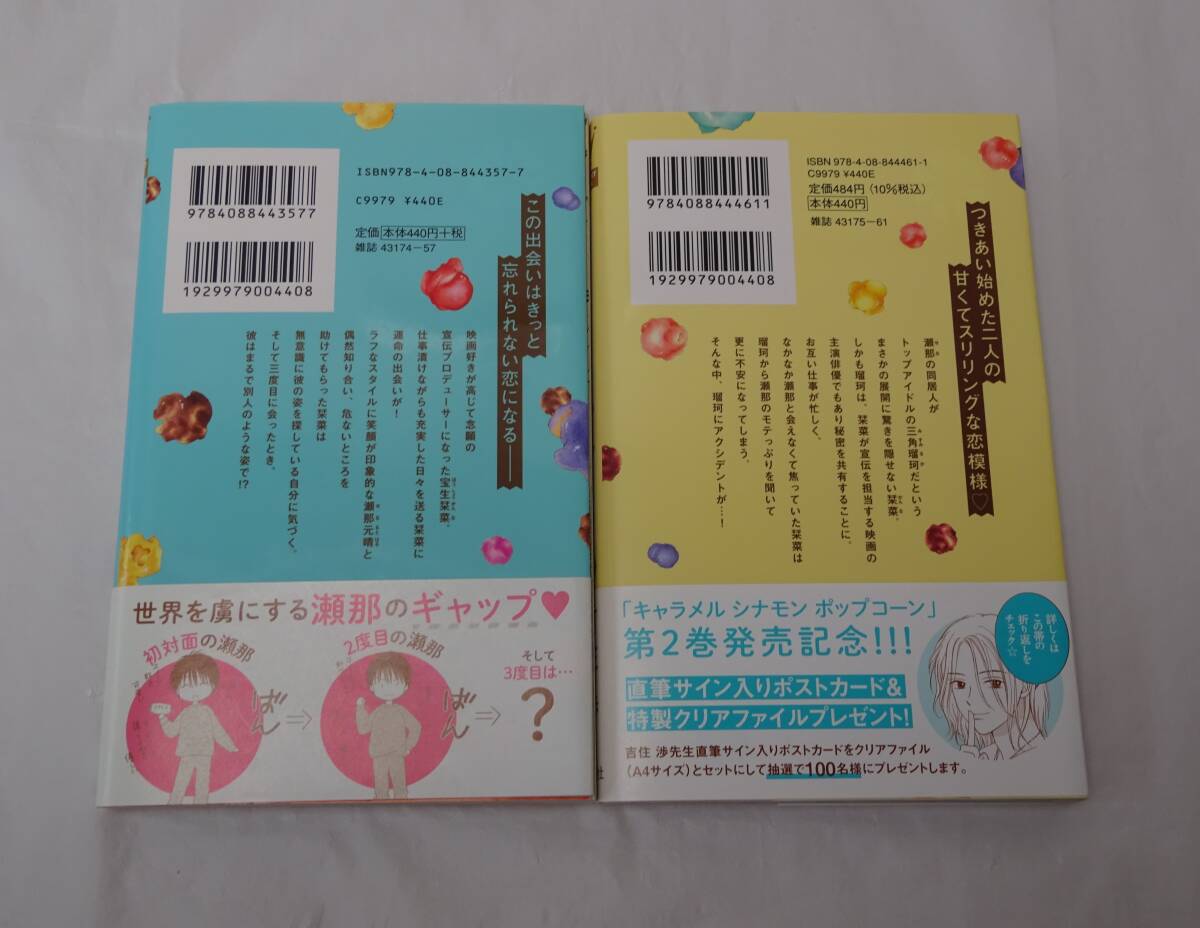 9784088443577
1929979004408
ISBN978-4-08-844357-7
C9979 ¥440E
定価 本体440円+税
雑誌 43174-57
この出会いはきっと
忘れられない恋になる――
映画好きが高じて念願の
宣伝プロデューサーになった宝生栞菜。
仕事漬けながらも充実した日々を送る栞菜に
運命の出会いが!
ラフなスタイルに笑顔が印象的な瀬那元晴と
偶然知り合い、危ないところを
助けてもらった栞菜は
無意識に彼の姿を探している自分に気づく。
そして三度目に会ったとき。
彼はまるで別人のような姿で!?
世界を虜にする瀬那のギャップ♥
初対面の瀬那
ばん
⇒
2度目の瀬那
ばん
⇒
そして
3度目は…
?
9784088444611
1929979004408
ISBN 978-4-08-844461-1
C9979 ¥440E
定価484円(10%税込)
本体440円
雑誌 43175-61
つきあい始めた二人の
甘くてスリリングな恋模様♡
瀬那の同居人が
トップアイドルの三角瑠珂だという
まさかの展開に驚きを隠せない栞菜。
しかも瑠珂は、栞菜が宣伝を担当する映画の
主演俳優でもあり秘密を共有することに。
お互い仕事が忙しく、
なかなか瀬那と会えなくて焦っていた栞菜は
瑠珂から瀬那のモテっぷりを聞いて
更に不安になってしまう。
そんな中、瑠珂にアクシデントが…!
「キャラメル シナモン ポップコーン」
第2巻発売記念!!!
直筆サイン入りポストカード&
特製クリアファイルプレゼント!
吉住 渉先生直筆サイン入りポストカードをクリアファイル
(A4サイズ)とセットにして抽選で100名様にプレゼントします。
詳しくは
この帯の
折り返しを
チェック☆
社